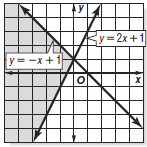 y
y = 2x + 1
y = -x + 1
O
x